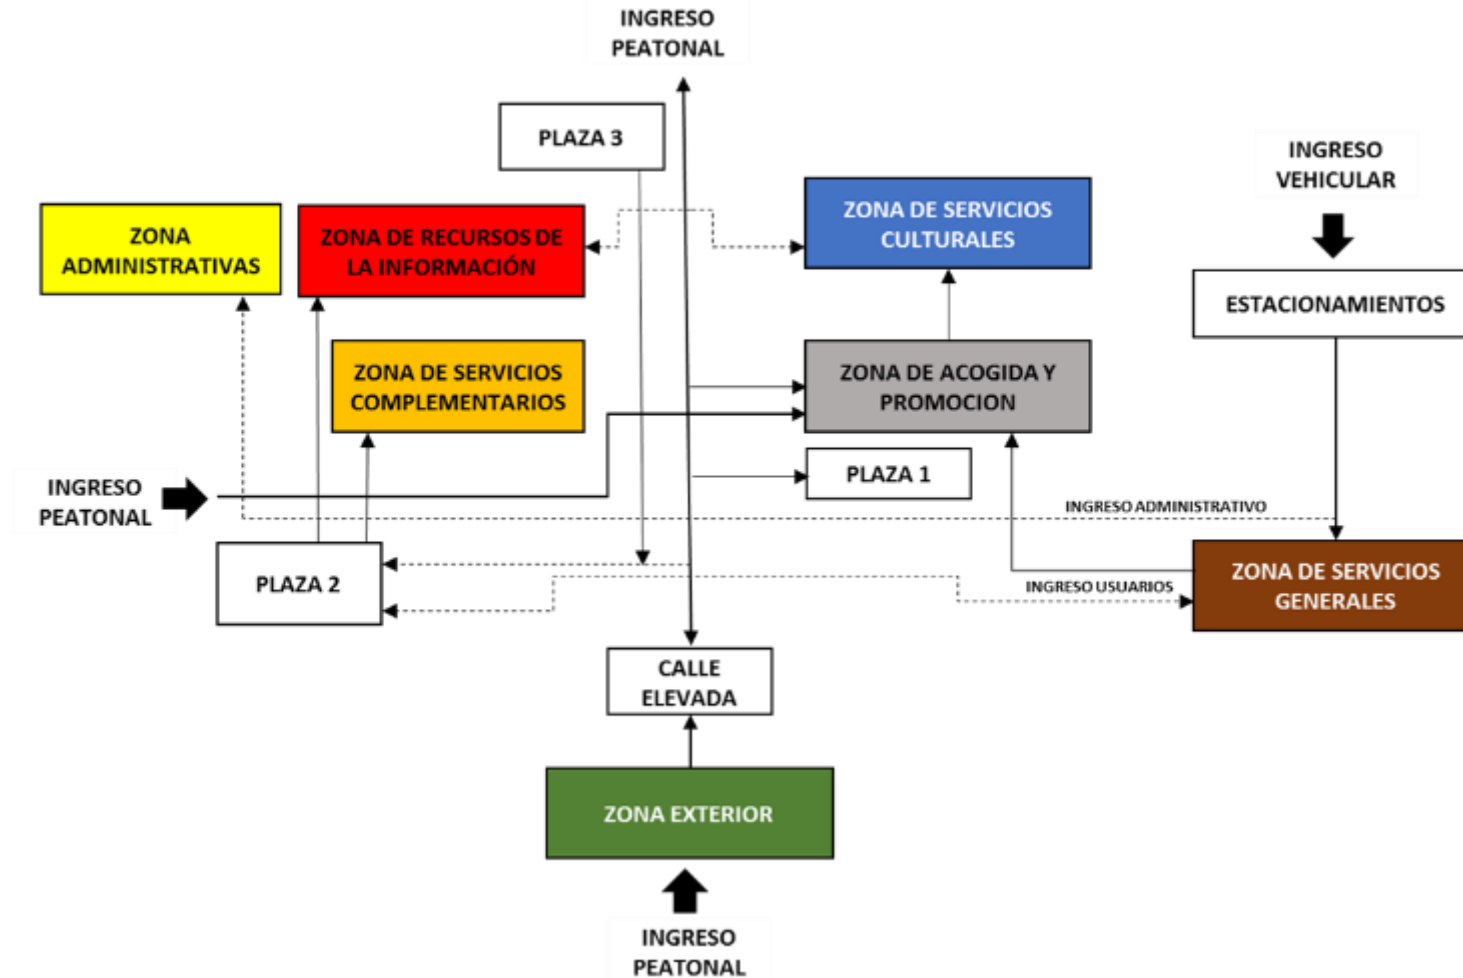 INGRESO
PEATONAL
PLAZA 3
INGRESO
VEHICULAR
ZONA
ADMINISTRATIVAS
ZONA DE RECURSOS DE
LA INFORMACIÓN
ZONA DE SERVICIOS
CULTURALES
ESTACIONAMIENTOS
ZONA DE SERVICIOS
COMPLEMENTARIOS
ZONA DE ACOGIDA Y
PROMOCION
PLAZA 1
INGRESO
PEATONAL
INGRESO ADMINISTRATIVO
PLAZA 2
INGRESO USUARIOS
ZONA DE SERVICIOS
GENERALES
CALLE
ELEVADA
ZONA EXTERIOR
INGRESO
PEATONAL